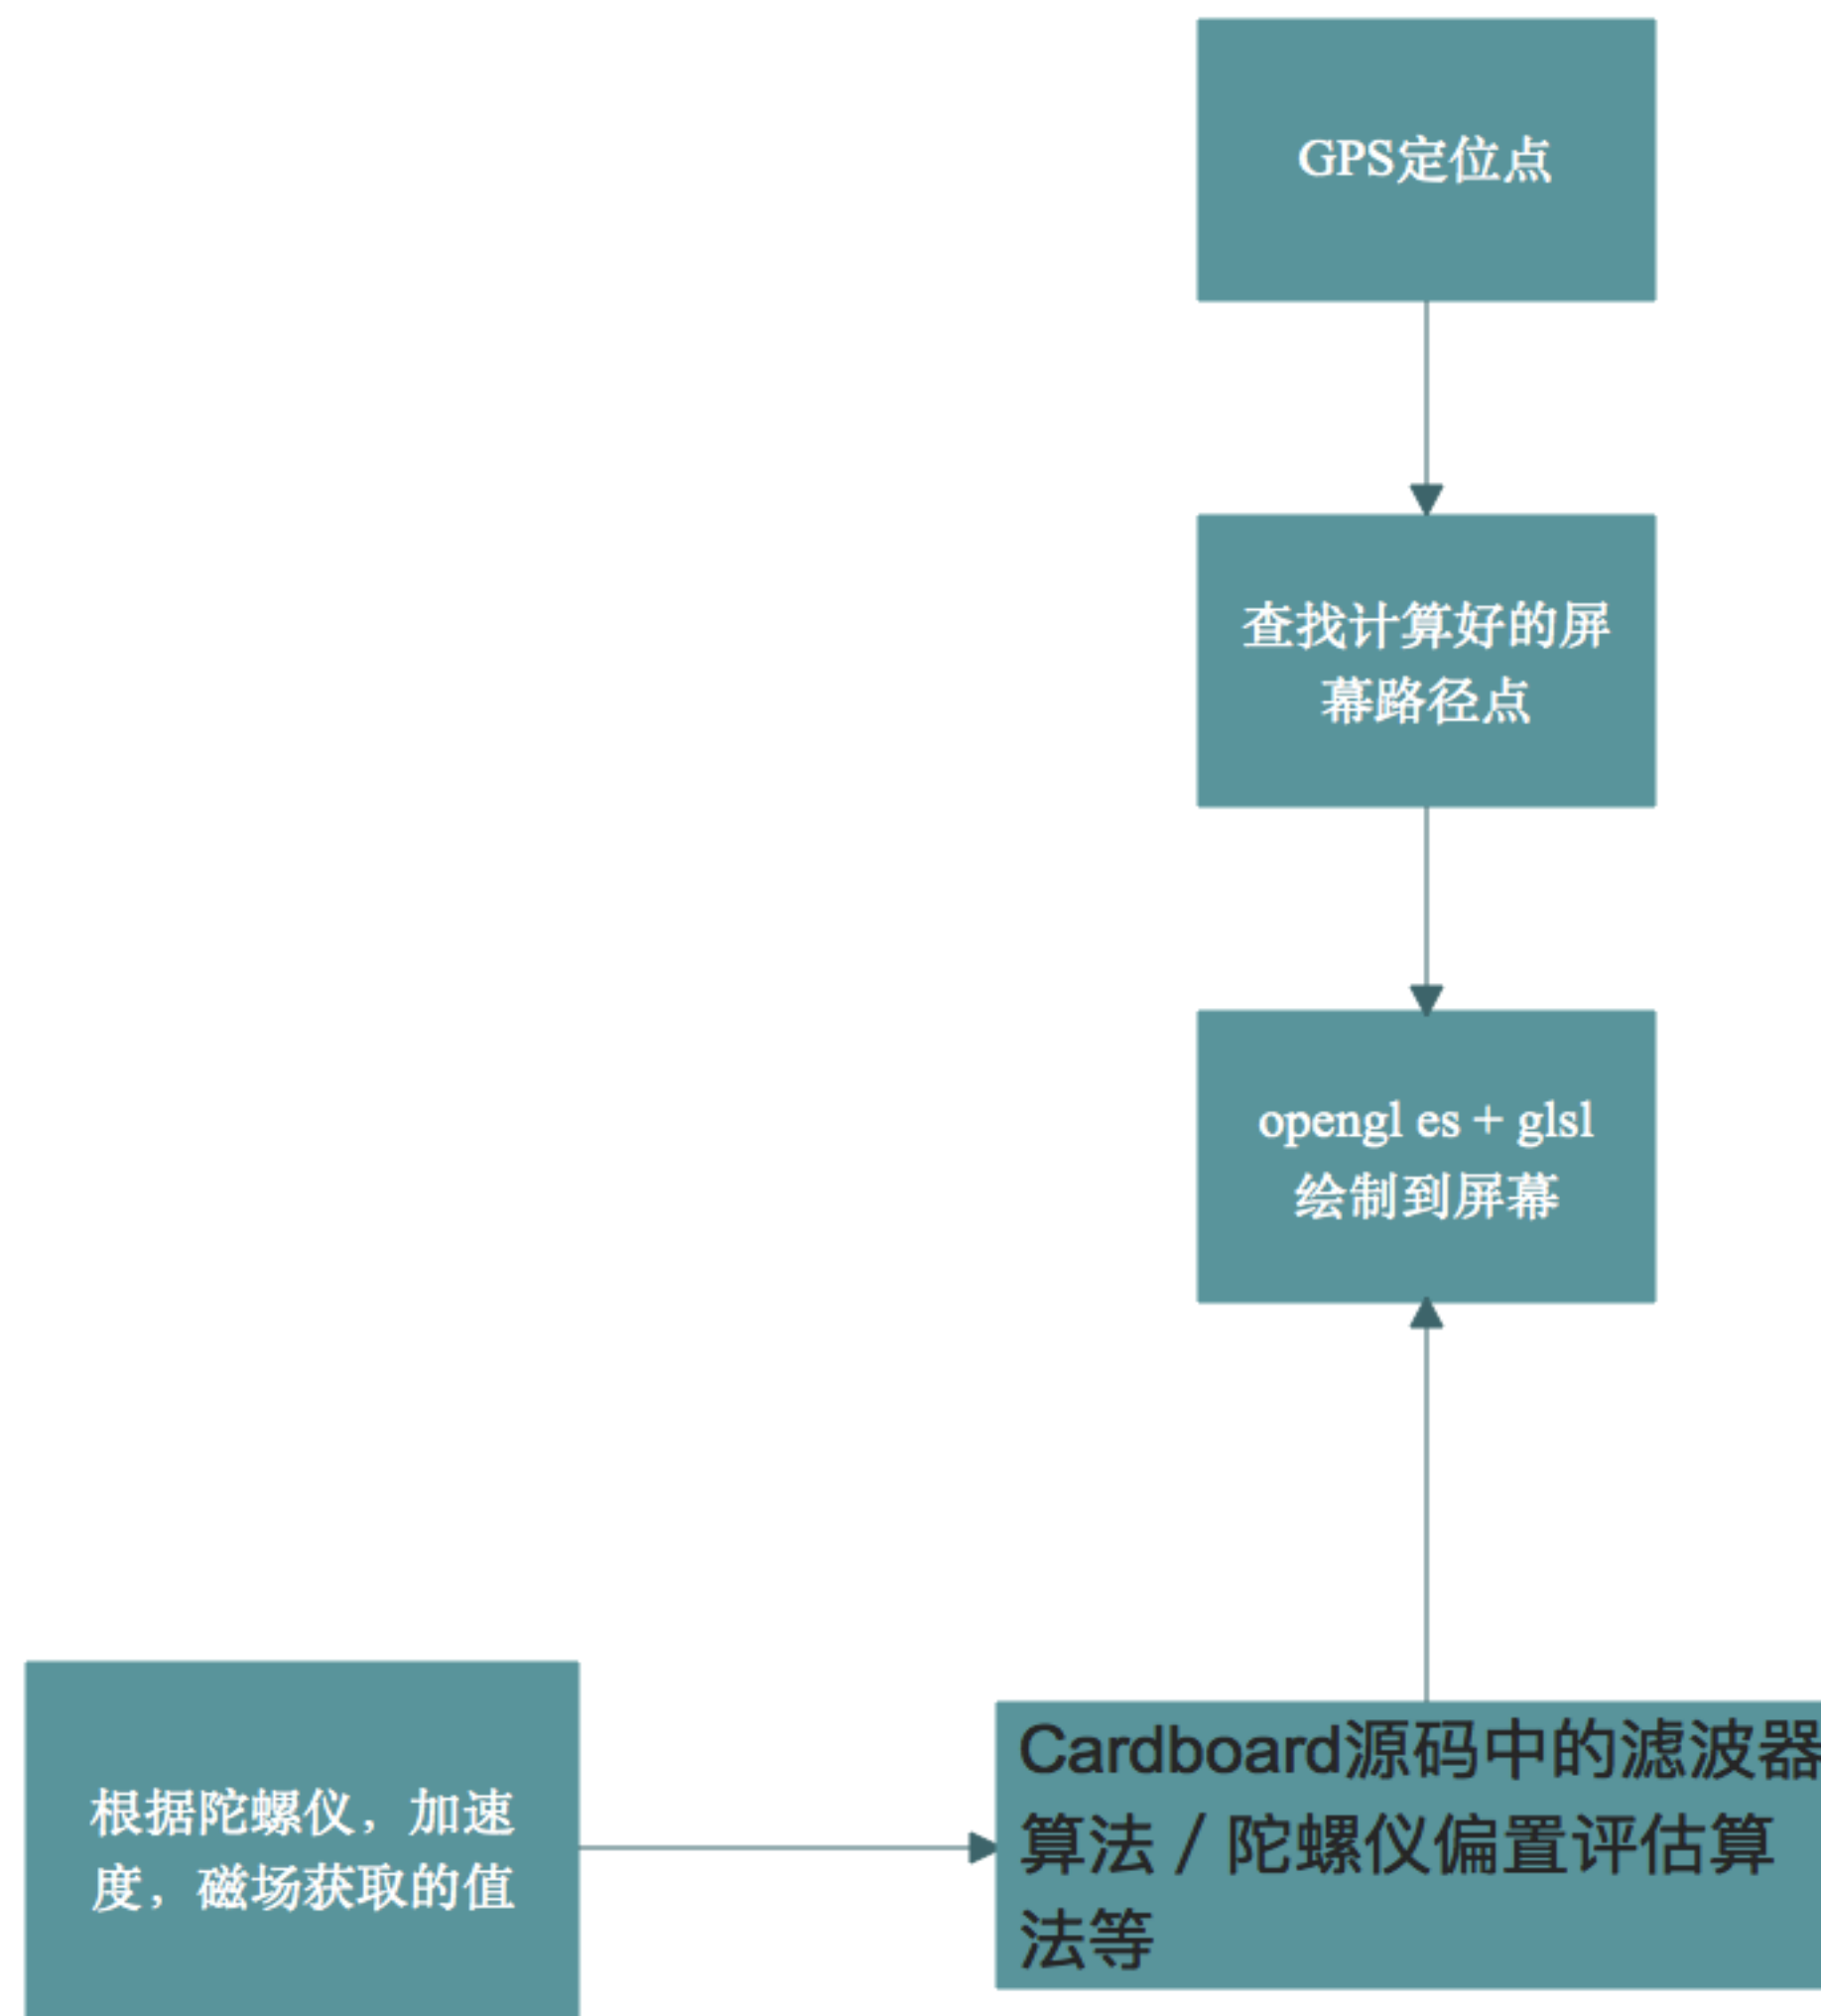 GPS定位点
查找计算好的屏
幕路径点
opengl es + glsl
绘制到屏幕
根据陀螺仪，加速
度，磁场获取的值
Cardboard源码中的滤波器
算法／陀螺仪偏置评估算
法等